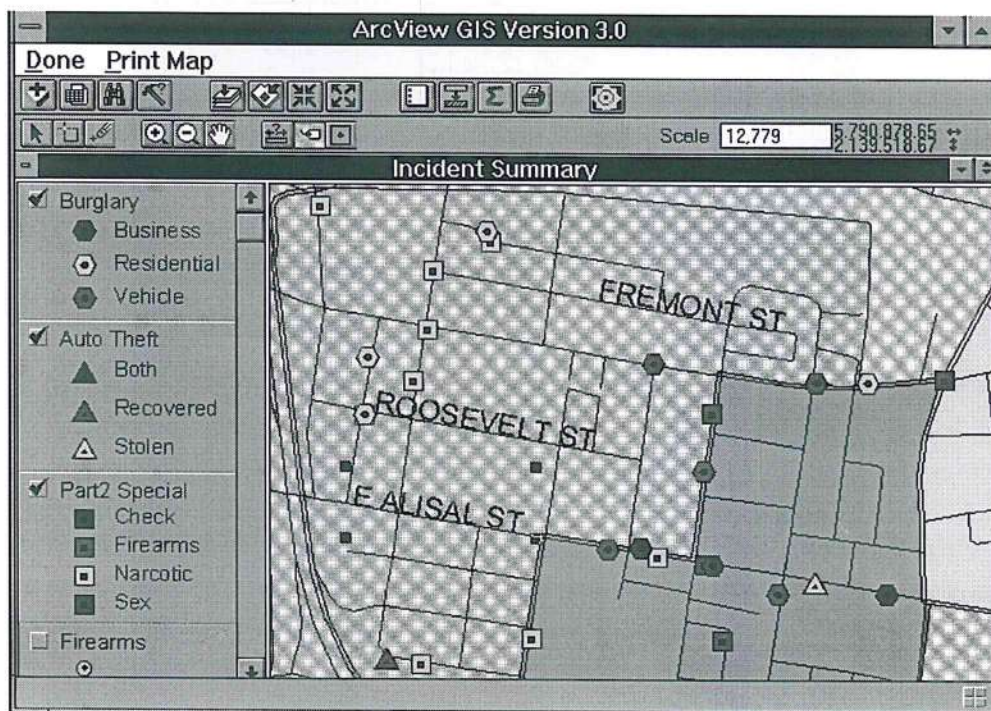 ArcView GIS Version 3.0
Done Print Map
Scale 12,779 5,790,878.65
2,139,518.67
Incident Summary
Burglary
Business
Residential
Vehicle
Auto Theft
Both
Recovered
Stolen
Part2 Special
Check
Firearms
Narcotic
Sex
Firearms
FREMONT ST
ROOSEVELT ST
E ALISAL ST